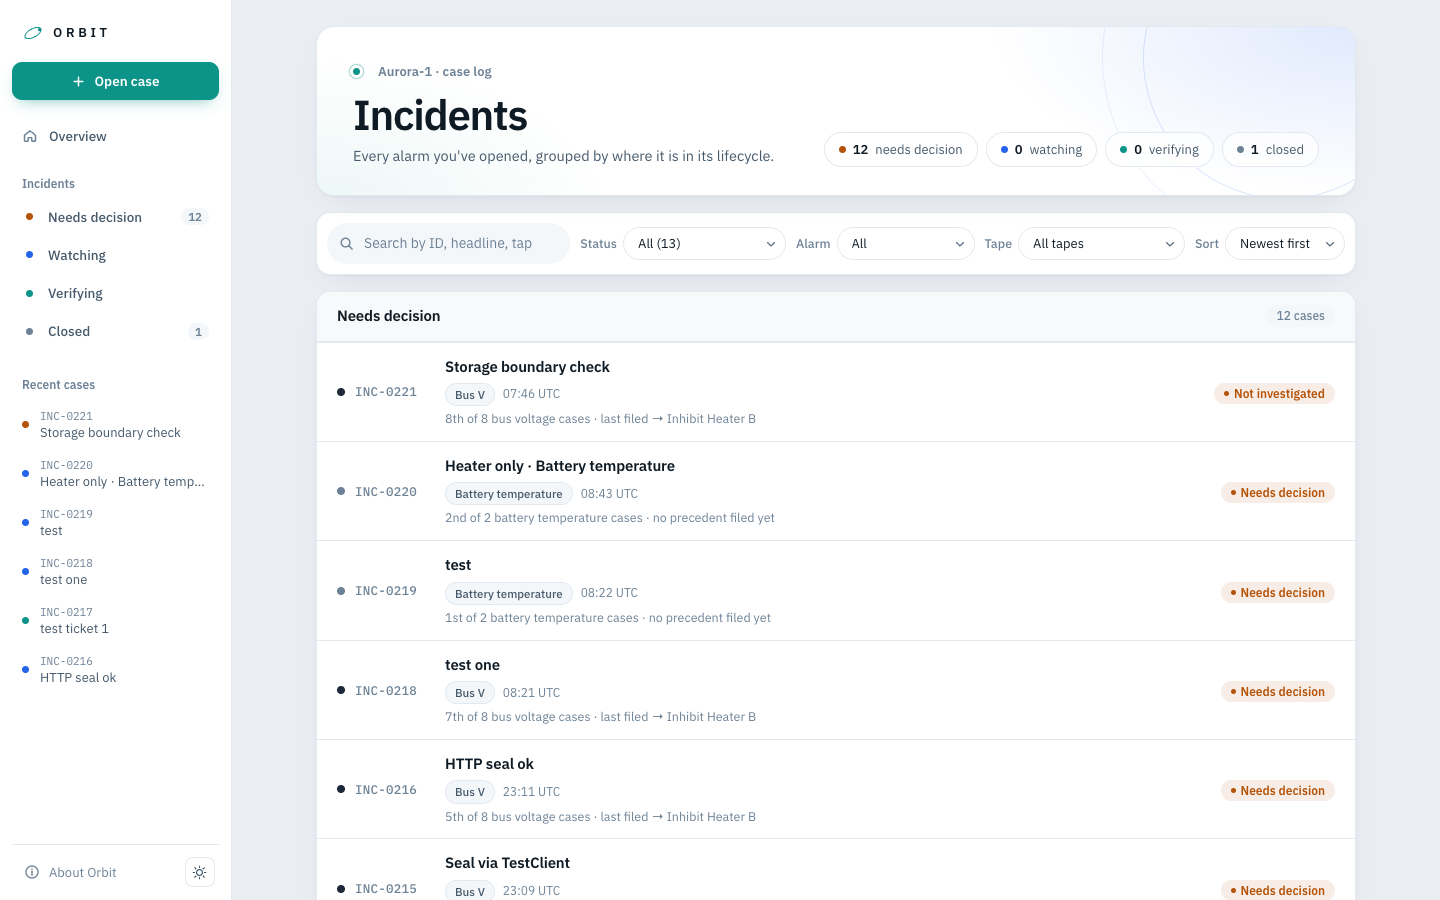 ORBIT
Open case
Overview
Incidents
Needs decision 12
Watching
Verifying
Closed 1
Recent cases
INC-0221
Storage boundary check
INC-0220
Heater only · Battery temp...
INC-0219
test
INC-0218
test one
INC-0217
test ticket 1
INC-0216
HTTP seal ok
About Orbit
Aurora-1 · case log
Incidents
Every alarm you've opened, grouped by where it is in its lifecycle.
12 needs decision 0 watching 0 verifying 1 closed
Search by ID, headline, tap Status All (13) Alarm All Tape All tapes Sort Newest first
Needs decision 12 cases
Storage boundary check
INC-0221 Bus V 07:46 UTC Not investigated
8th of 8 bus voltage cases · last filed → Inhibit Heater B
Heater only · Battery temperature
INC-0220 Battery temperature 08:43 UTC Needs decision
2nd of 2 battery temperature cases · no precedent filed yet
test
INC-0219 Battery temperature 08:22 UTC Needs decision
1st of 2 battery temperature cases · no precedent filed yet
test one
INC-0218 Bus V 08:21 UTC Needs decision
7th of 8 bus voltage cases · last filed → Inhibit Heater B
HTTP seal ok
INC-0216 Bus V 23:11 UTC Needs decision
5th of 8 bus voltage cases · last filed → Inhibit Heater B
Seal via TestClient
INC-0215 Bus V 23:09 UTC Needs decision